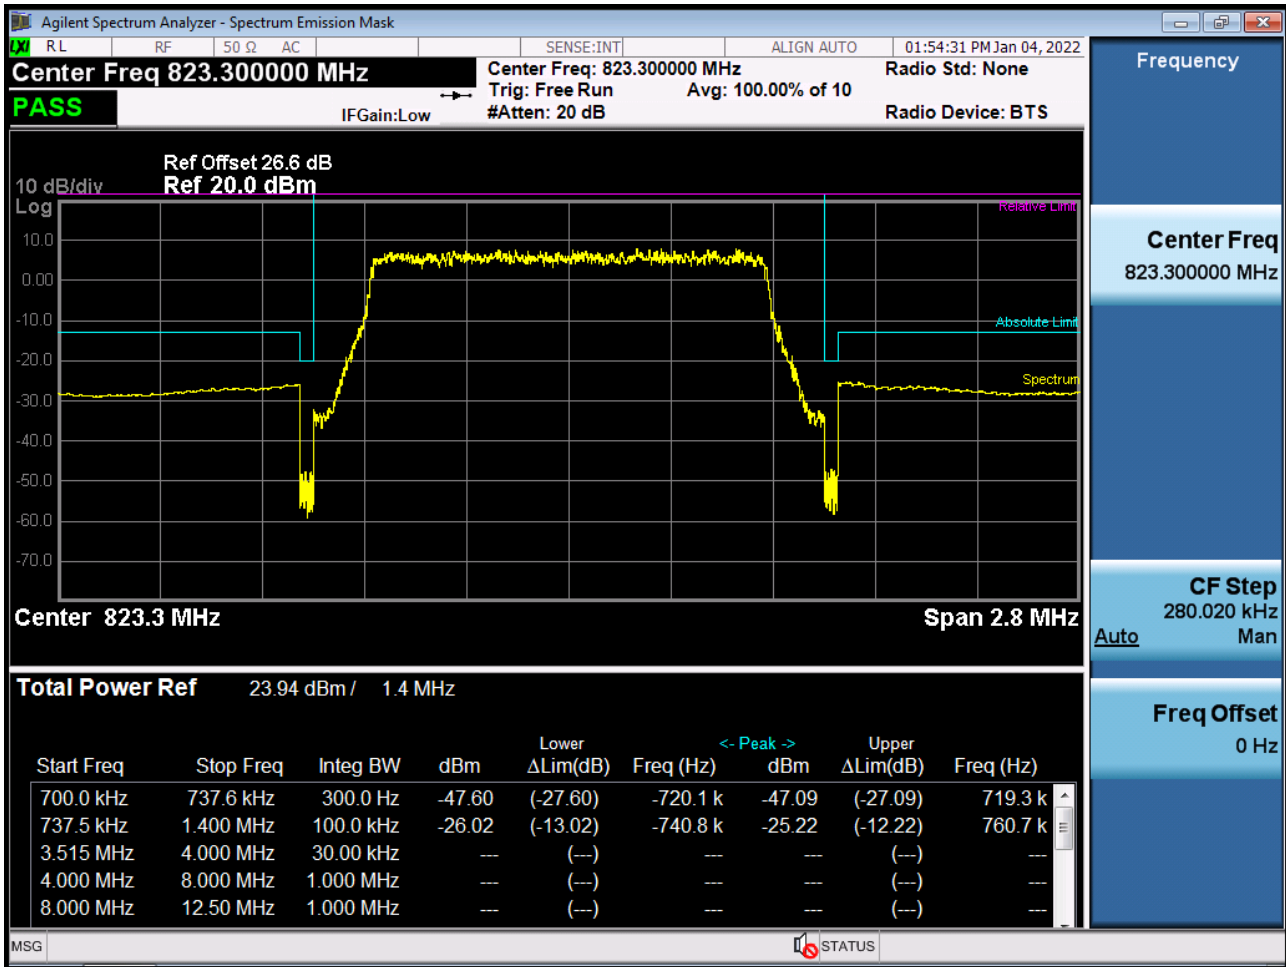 Agilent Spectrum Analyzer - Spectrum Emission Mask
LXI RL RF 50 Ω AC SENSE:INT ALIGN AUTO 01:54:31 PM Jan 04, 2022
Center Freq 823.300000 MHz Center Freq: 823.300000 MHz Radio Std: None
Trig: Free Run Avg: 100.00% of 10
PASS IFGain:Low #Atten: 20 dB Radio Device: BTS
Ref Offset 26.6 dB
10 dB/div Ref 20.0 dBm
Log
Relative Limit
10.0
0.00
-10.0
Absolute Limit
-20.0
Spectrum
-30.0
-40.0
-50.0
-60.0
-70.0
Center 823.3 MHz Span 2.8 MHz
Total Power Ref 23.94 dBm / 1.4 MHz
Lower <- Peak -> Upper
Start Freq Stop Freq Integ BW dBm ΔLim(dB) Freq (Hz) dBm ΔLim(dB) Freq (Hz)
700.0 kHz 737.6 kHz 300.0 Hz -47.60 (-27.60) -720.1 k -47.09 (-27.09) 719.3 k
737.5 kHz 1.400 MHz 100.0 kHz -26.02 (-13.02) -740.8 k -25.22 (-12.22) 760.7 k
3.515 MHz 4.000 MHz 30.00 kHz --- (---) --- --- (---) ---
4.000 MHz 8.000 MHz 1.000 MHz --- (---) --- --- (---) ---
8.000 MHz 12.50 MHz 1.000 MHz --- (---) --- --- (---) ---
MSG STATUS
Frequency
Center Freq
823.300000 MHz
CF Step
280.020 kHz
Auto Man
Freq Offset
0 Hz